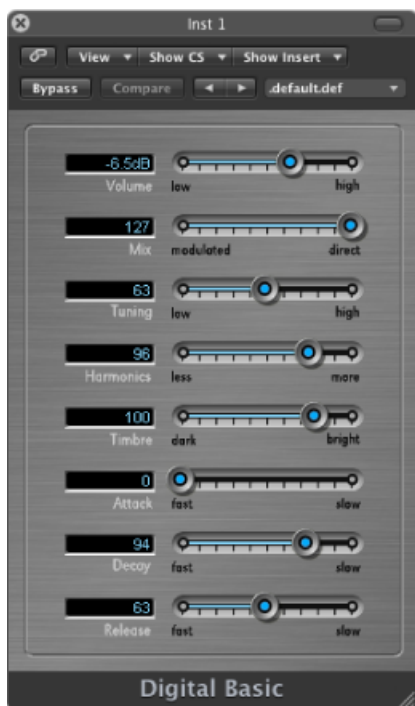 Inst 1
View Show CS Show Insert
Bypass Compare .default.def
-6.5dB
Volume low high
127
Mix modulated direct
63
Tuning low high
96
Harmonics less more
100
Timbre dark bright
0
Attack fast slow
94
Decay fast slow
63
Release fast slow
Digital Basic